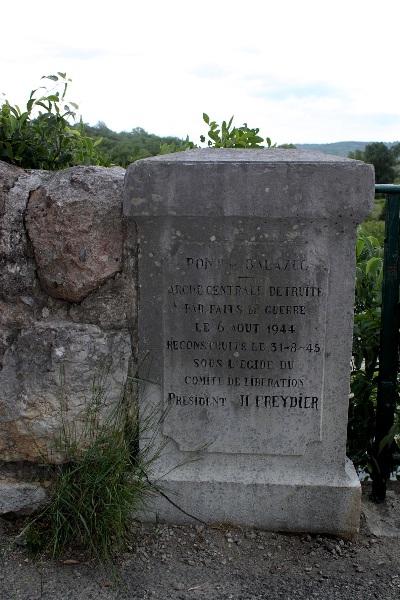 PONT DE BALAZUC
ARCHE CENTRALE DETRUITE
PAR FAITS DE GUERRE
LE 6 AOUT 1944
RECONSTRUITE LE 31-8-45
SOUS L'EGIDE DU
COMITE DE LIBERATION
PRESIDENT H. FREYDIER